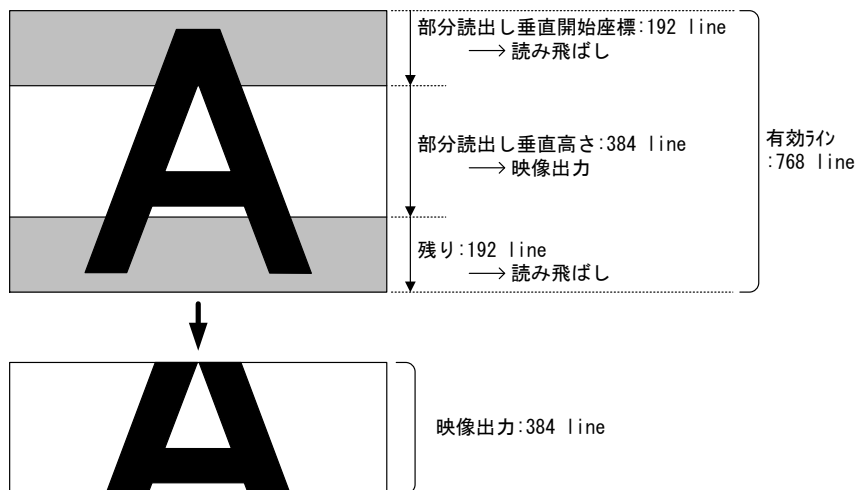 部分読出し垂直開始座標:192 line
→ 読み飛ばし
部分読出し垂直高さ:384 line
→ 映像出力
有効ﾗｲﾝ
:768 line
残り:192 line
→ 読み飛ばし
A
映像出力:384 line